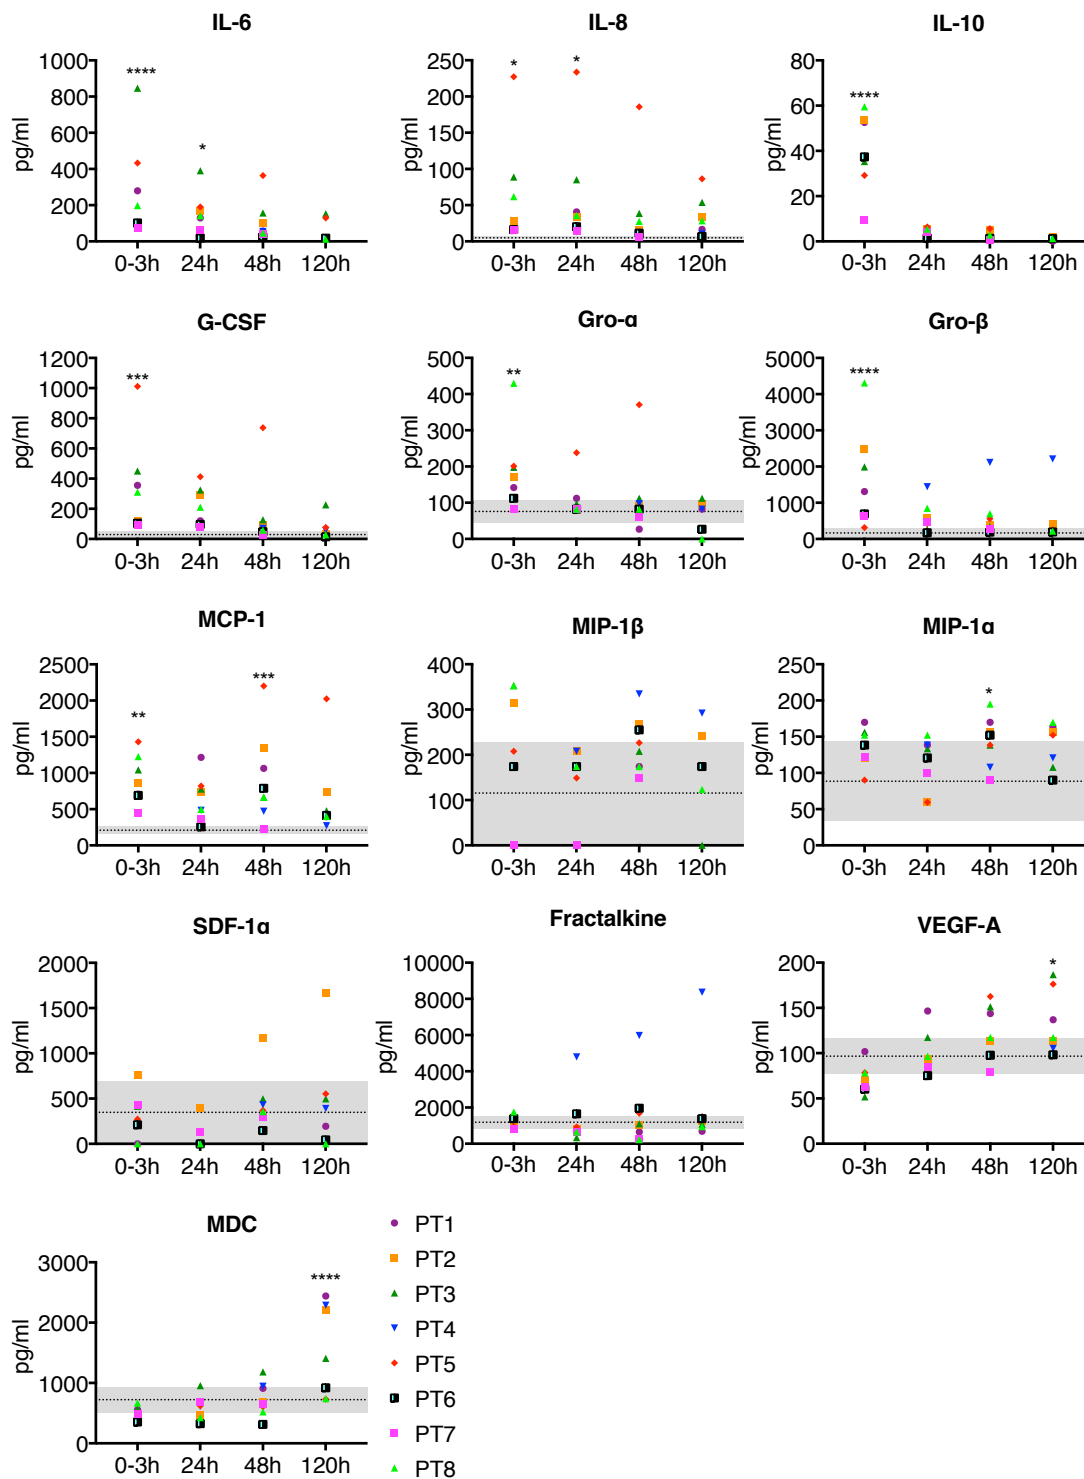 IL-6
IL-8
IL-10
1000
800
600
400
200
0
pg/ml
****
*
0-3h 24h 48h 120h
250
200
150
100
50
0
pg/ml
*
*
0-3h 24h 48h 120h
80
60
40
20
0
pg/ml
****
0-3h 24h 48h 120h
G-CSF
Gro-α
Gro-β
1200
1000
800
600
400
200
0
pg/ml
***
0-3h 24h 48h 120h
500
400
300
200
100
0
pg/ml
**
0-3h 24h 48h 120h
5000
4000
3000
2000
1000
0
pg/ml
****
0-3h 24h 48h 120h
MCP-1
MIP-1β
MIP-1α
2500
2000
1500
1000
500
0
pg/ml
**
***
0-3h 24h 48h 120h
400
300
200
100
0
pg/ml
0-3h 24h 48h 120h
250
200
150
100
50
0
pg/ml
*
0-3h 24h 48h 120h
SDF-1α
Fractalkine
VEGF-A
2000
1500
1000
500
0
pg/ml
0-3h 24h 48h 120h
10000
8000
6000
4000
2000
0
pg/ml
0-3h 24h 48h 120h
200
150
100
50
0
pg/ml
*
0-3h 24h 48h 120h
MDC
3000
2000
1000
0
pg/ml
****
0-3h 24h 48h 120h
PT1
PT2
PT3
PT4
PT5
PT6
PT7
PT8